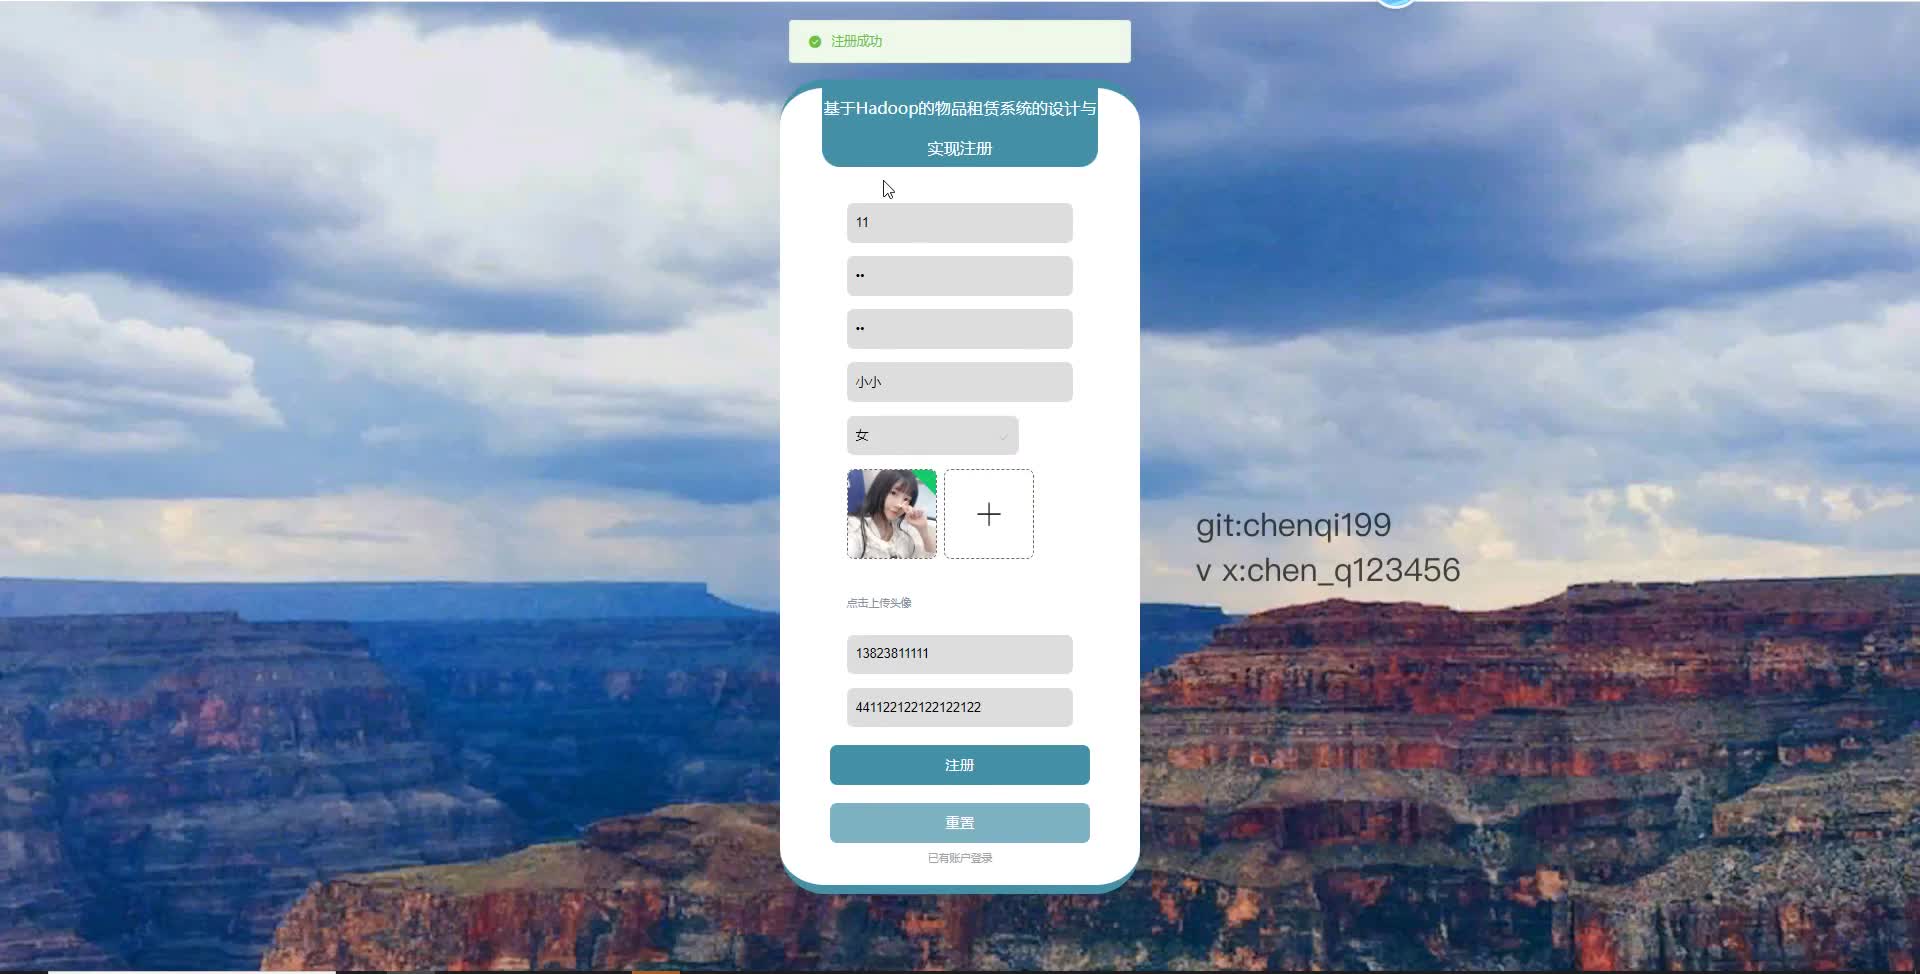 注册成功
基于Hadoop的物品租赁系统的设计与
实现注册
11
••
••
小小
女
点击上传头像
13823811111
441122122122122122
注册
重置
已有账户登录
git:chenqi199
v x:chen_q123456